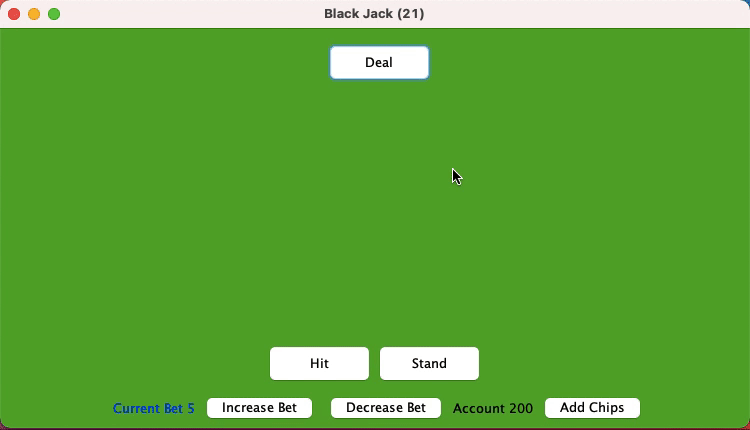 Black Jack (21)
Deal
Hit Stand
Current Bet 5 Increase Bet Decrease Bet Account 200 Add Chips